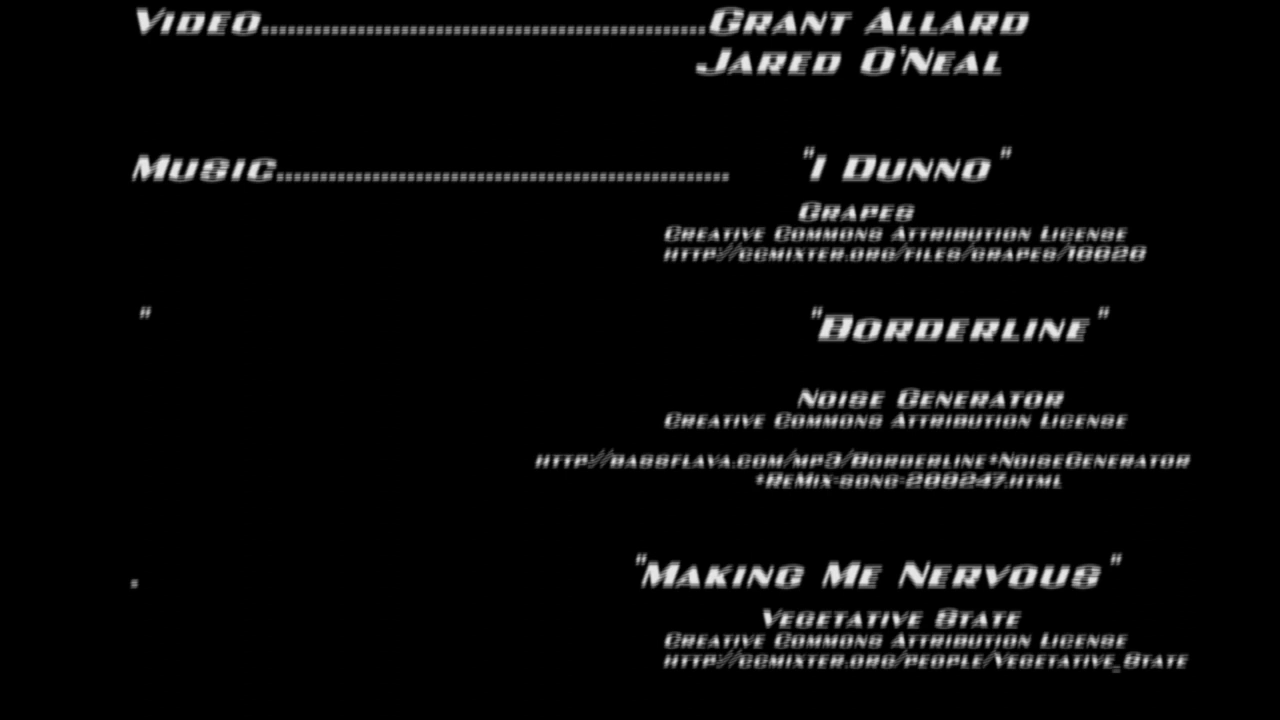 Video...................................................Grant Allard
Jared O'Neal
Music.................................................... "I Dunno"
Grapes
Creative Commons Attribution License
http://ccmixter.org/files/grapes/16626
" "Borderline"
Noise Generator
Creative Commons Attribution License
http://bassflava.com/mp3/Borderline+NoiseGenerator
+ReMix-song-289247.html
. "Making Me Nervous"
Vegetative State
Creative Commons Attribution License
http://ccmixter.org/people/Vegetative_State